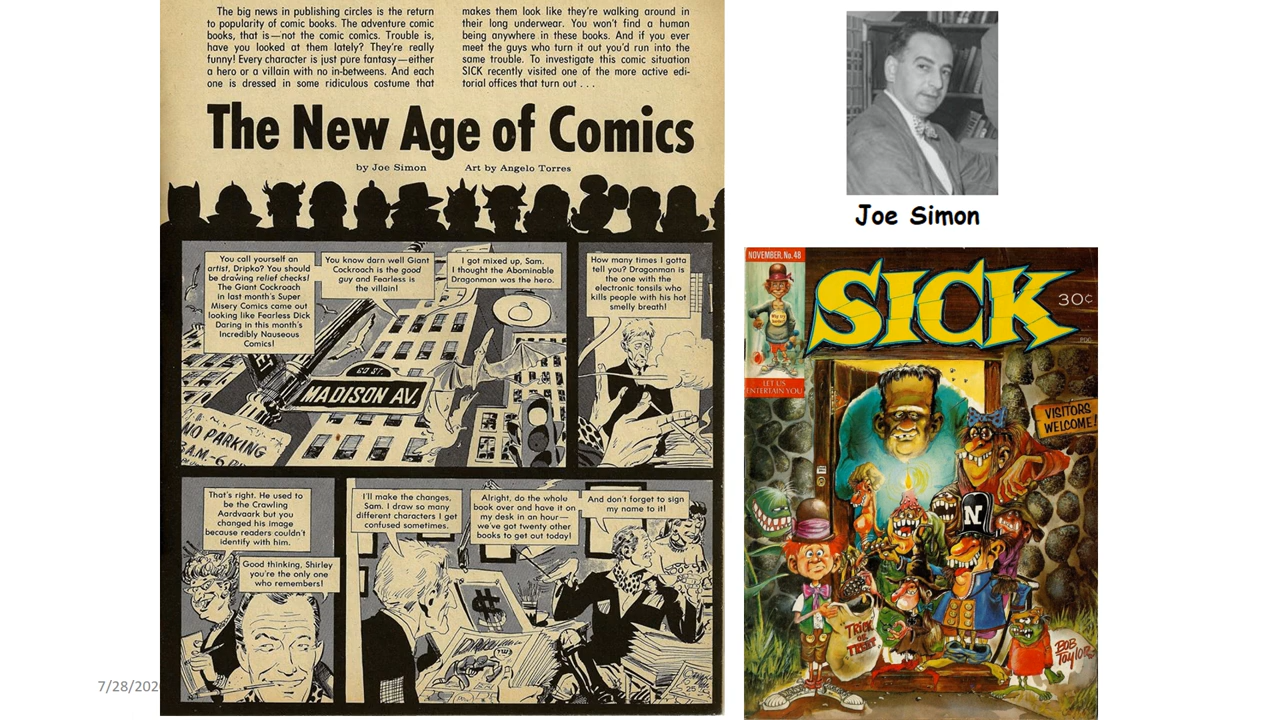 The big news in publishing circles is the return
to popularity of comic books. The adventure comic
books, that is—not the comic comics. Trouble is,
have you looked at them lately? They're really
funny! Every character is just pure fantasy—either
a hero or a villain with no in-betweens. And each
one is dressed in some ridiculous costume that
makes them look like they're walking around in
their long underwear. You won't find a human
being anywhere in these books. And if you ever
meet the guys who turn it out you'd run into the
same trouble. To investigate this comic situation
SICK recently visited one of the more active edi-
torial offices that turn out . . .
The New Age of Comics
by Joe Simon
Art by Angelo Torres
You call yourself an
artist, Dripko? You should
be drawing relief checks!
The Giant Cockroach
in last month's Super
Misery Comics came out
looking like Fearless Dick
Daring in this month's
Incredibly Nauseous
Comics!
You know darn well Giant
Cockroach is the good
guy and Fearless is
the villain!
I got mixed up, Sam.
I thought the Abominable
Dragonman was the hero.
60 ST.
MADISON AV.
NO PARKING
How many times I gotta
tell you? Dragonman is
the one with the
electronic tonsils who
kills people with his hot
smelly breath!
That's right. He used to
be the Crawling
Aardvaark but you
changed his image
because readers couldn't
identify with him.
Good thinking, Shirley
you're the only one
who remembers!
I'll make the changes,
Sam. I draw so many
different characters I get
confused sometimes.
Alright, do the whole
book over and have it on
my desk in an hour—
we've got twenty other
books to get out today!
And don't forget to sign
my name to it!
$
25
7/28/202
Joe Simon
NOVEMBER, No. 48
SICK
30¢
LET US
ENTERTAIN YOU
VISITORS
WELCOME!
N
TRICK
OR
TREAT
BOB
TAYLOR